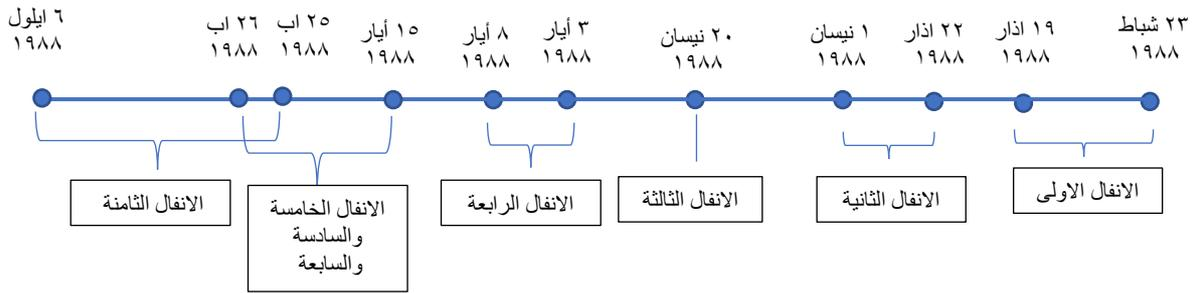 ٢٣ شباط
١٩٨٨
١٩ اذار
١٩٨٨
٢٢ اذار
١٩٨٨
١ نيسان
١٩٨٨
٢٠ نيسان
١٩٨٨
٣ أيار
١٩٨٨
٨ أيار
١٩٨٨
١٥ أيار
١٩٨٨
٢٥ اب
١٩٨٨
٢٦ اب
١٩٨٨
٦ ايلول
١٩٨٨
الانفال الاولى
الانفال الثانية
الانفال الثالثة
الانفال الرابعة
الانفال الخامسة
والسادسة
والسابعة
الانفال الثامنة